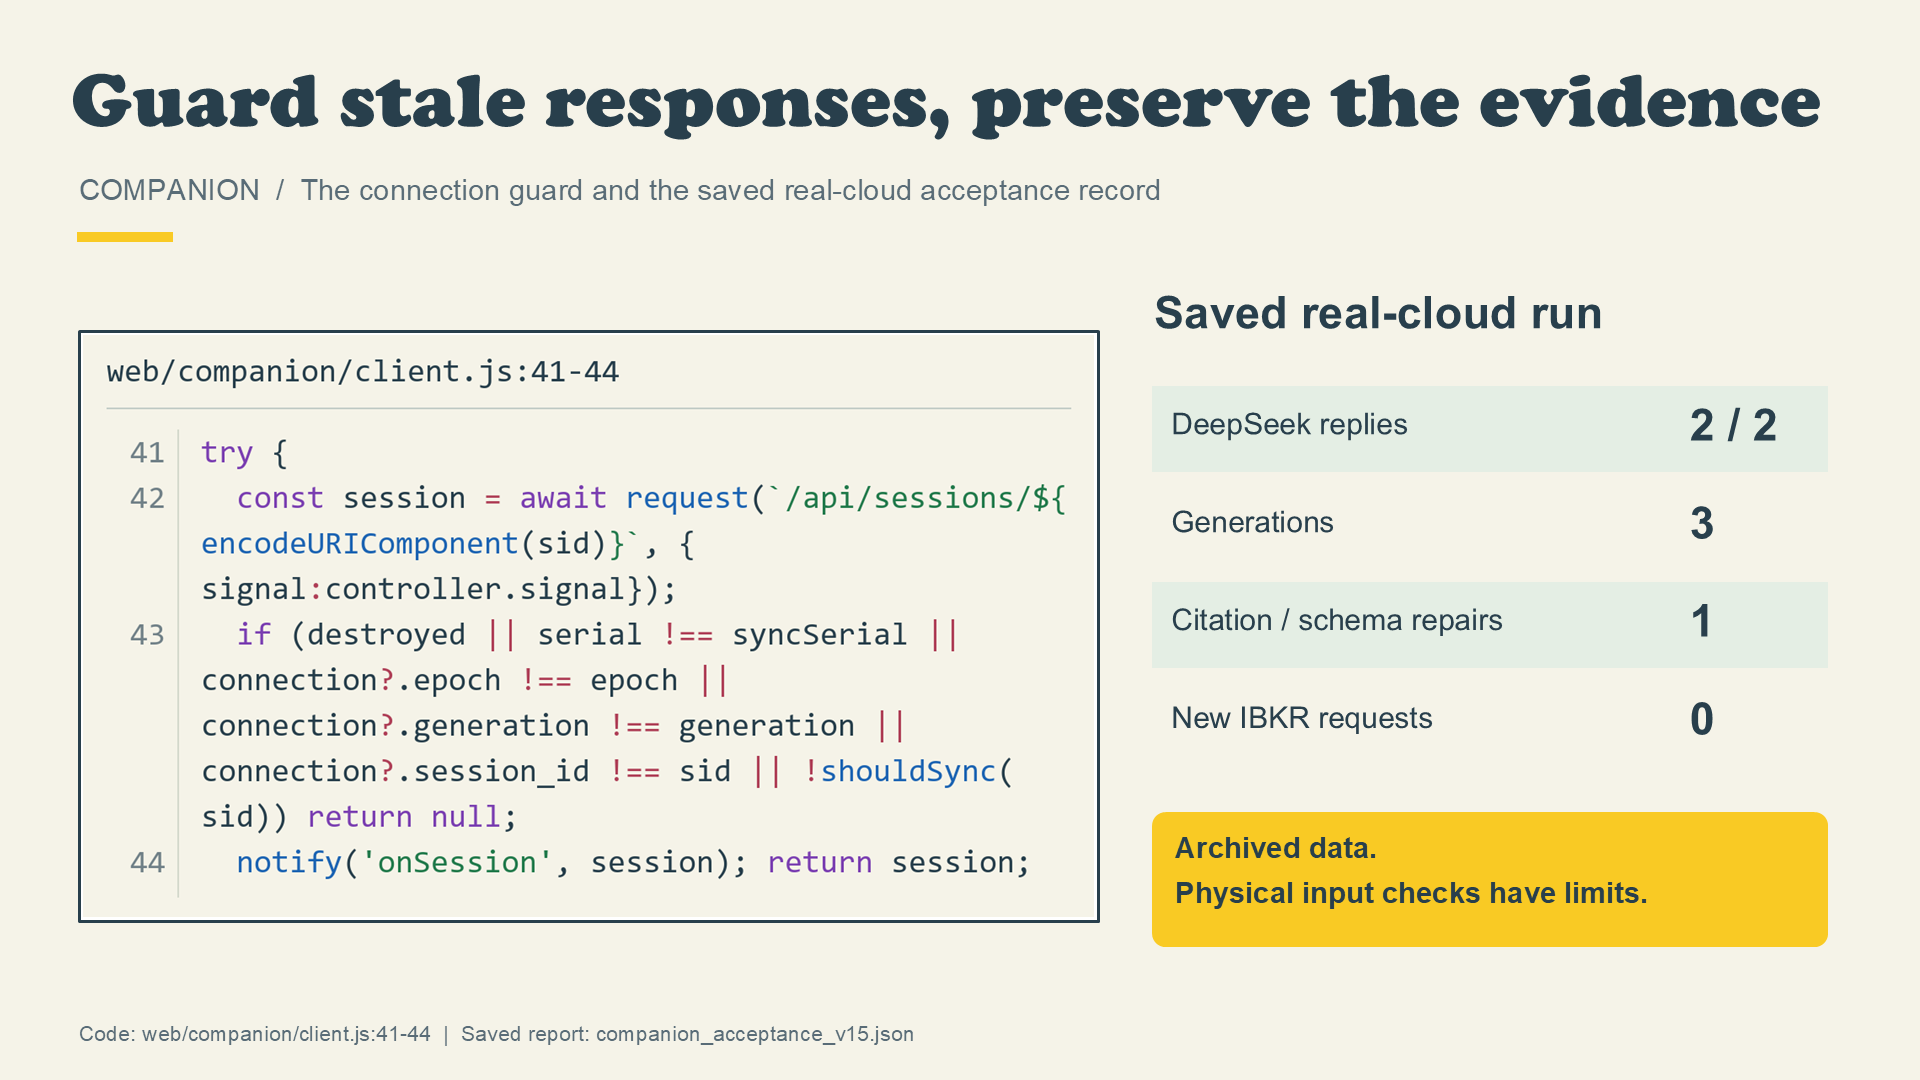 Guard stale responses, preserve the evidence
COMPANION / The connection guard and the saved real-cloud acceptance record
web/companion/client.js:41-44
41 try {
42   const session = await request(`/api/sessions/${
encodeURIComponent(sid)}`, {
signal:controller.signal});
43   if (destroyed || serial !== syncSerial ||
connection?.epoch !== epoch ||
connection?.generation !== generation ||
connection?.session_id !== sid || !shouldSync(
sid)) return null;
44   notify('onSession', session); return session;
Saved real-cloud run
DeepSeek replies 2 / 2
Generations 3
Citation / schema repairs 1
New IBKR requests 0
Archived data.
Physical input checks have limits.
Code: web/companion/client.js:41-44 | Saved report: companion_acceptance_v15.json